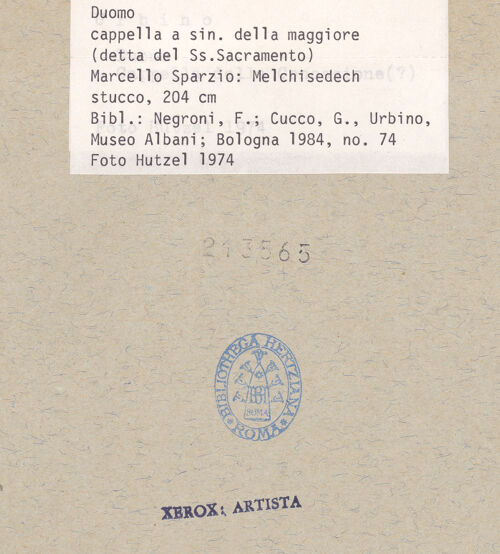 Duomo
cappella a sin. della maggiore
(detta del Ss.Sacramento)
Marcello Sparzio: Melchisedech
stucco, 204 cm
Bibl.: Negroni, F.; Cucco, G., Urbino,
Museo Albani; Bologna 1984, no. 74
Foto Hutzel 1974
213565
BIBLIOTHECA HERTZIANA
ROMA
XEROX: ARTISTA